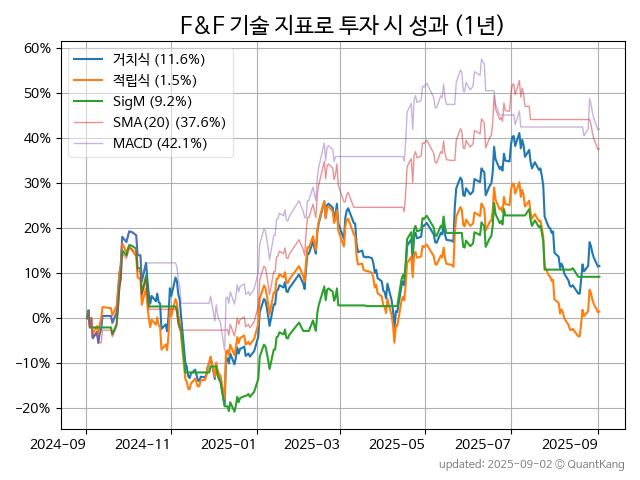 F&F 기술 지표로 투자 시 성과 (1년)
거치식 (11.6%)
적립식 (1.5%)
SigM (9.2%)
SMA(20) (37.6%)
MACD (42.1%)
60%
50%
40%
30%
20%
10%
0%
−10%
−20%
2024-09
2024-11
2025-01
2025-03
2025-05
2025-07
2025-09
updated: 2025-09-02 © QuantKang